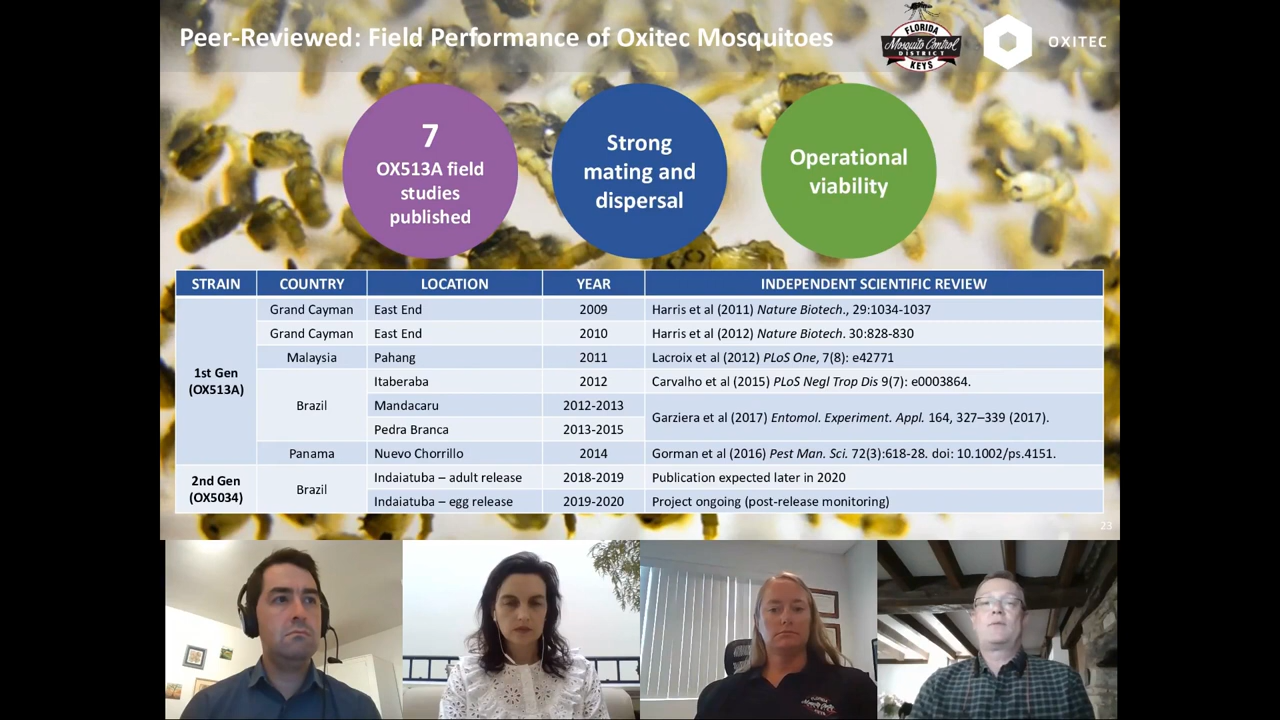 Peer-Reviewed: Field Performance of Oxitec Mosquitoes
FLORIDA
Mosquito Control
DISTRICT
KEYS
OXITEC
7
OX513A field
studies
published
Strong
mating and
dispersal
Operational
viability
STRAIN COUNTRY LOCATION YEAR INDEPENDENT SCIENTIFIC REVIEW
1st Gen
(OX513A)
Grand Cayman East End 2009 Harris et al (2011) Nature Biotech., 29:1034-1037
Grand Cayman East End 2010 Harris et al (2012) Nature Biotech. 30:828-830
Malaysia Pahang 2011 Lacroix et al (2012) PLoS One, 7(8): e42771
Brazil
Itaberaba 2012 Carvalho et al (2015) PLoS Negl Trop Dis 9(7): e0003864.
Mandacaru 2012-2013 Garziera et al (2017) Entomol. Experiment. Appl. 164, 327–339 (2017).
Pedra Branca 2013-2015
Panama Nuevo Chorrillo 2014 Gorman et al (2016) Pest Man. Sci. 72(3):618-28. doi: 10.1002/ps.4151.
2nd Gen
(OX5034)
Brazil
Indaiatuba – adult release 2018-2019 Publication expected later in 2020
Indaiatuba – egg release 2019-2020 Project ongoing (post-release monitoring)
23
FLORIDA
Mosquito Control
KEYS